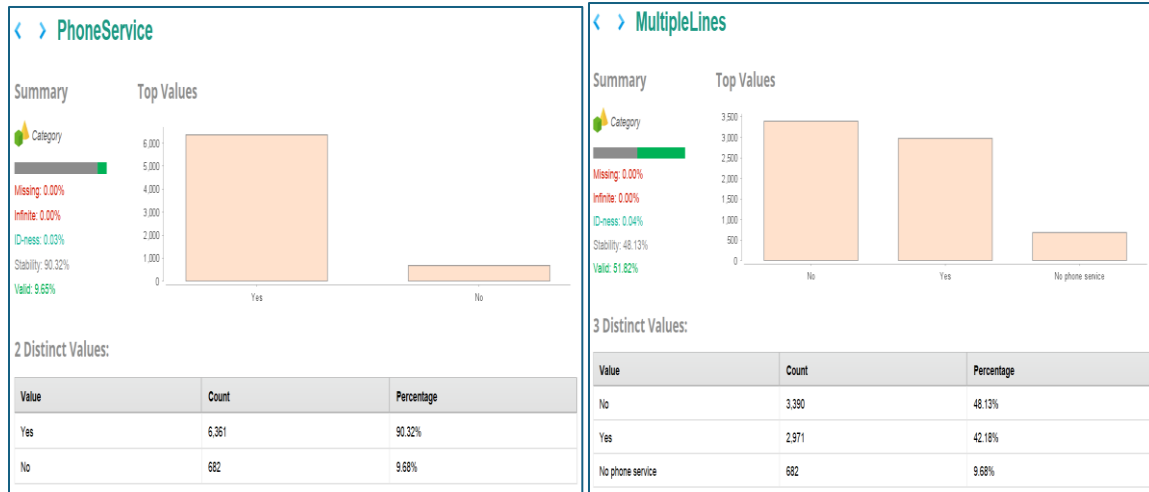 PhoneService
Summary
Top Values
Category
Missing: 0.00%
Infinite: 0.00%
ID-ness: 0.03%
Stability: 90.32%
Valid: 9.65%
6,000
5,000
4,000
3,000
2,000
1,000
0
Yes No
2 Distinct Values:
Value Count Percentage
Yes 6,361 90.32%
No 682 9.68%
MultipleLines
Summary
Top Values
Category
Missing: 0.00%
Infinite: 0.00%
ID-ness: 0.04%
Stability: 48.13%
Valid: 51.82%
3,500
3,000
2,500
2,000
1,500
1,000
500
0
No Yes No phone service
3 Distinct Values:
Value Count Percentage
No 3,390 48.13%
Yes 2,971 42.18%
No phone service 682 9.68%